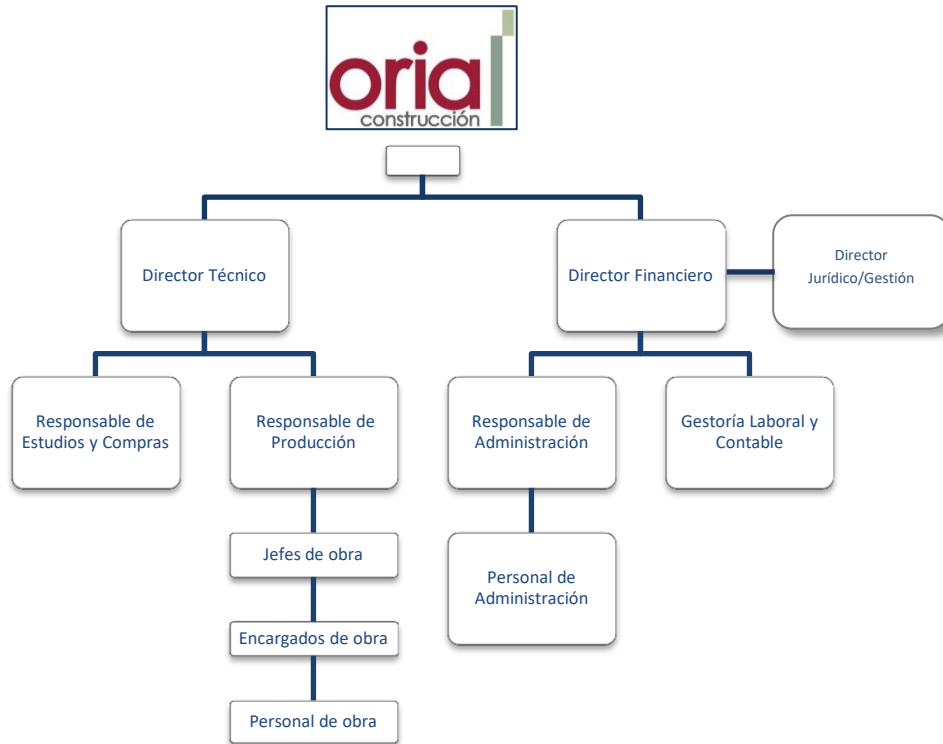 orial
construcción
Director Técnico
Director Financiero
Director
Jurídico/Gestión
Responsable de
Estudios y Compras
Responsable de
Producción
Responsable de
Administración
Gestoría Laboral y
Contable
Jefes de obra
Personal de
Administración
Encargados de obra
Personal de obra